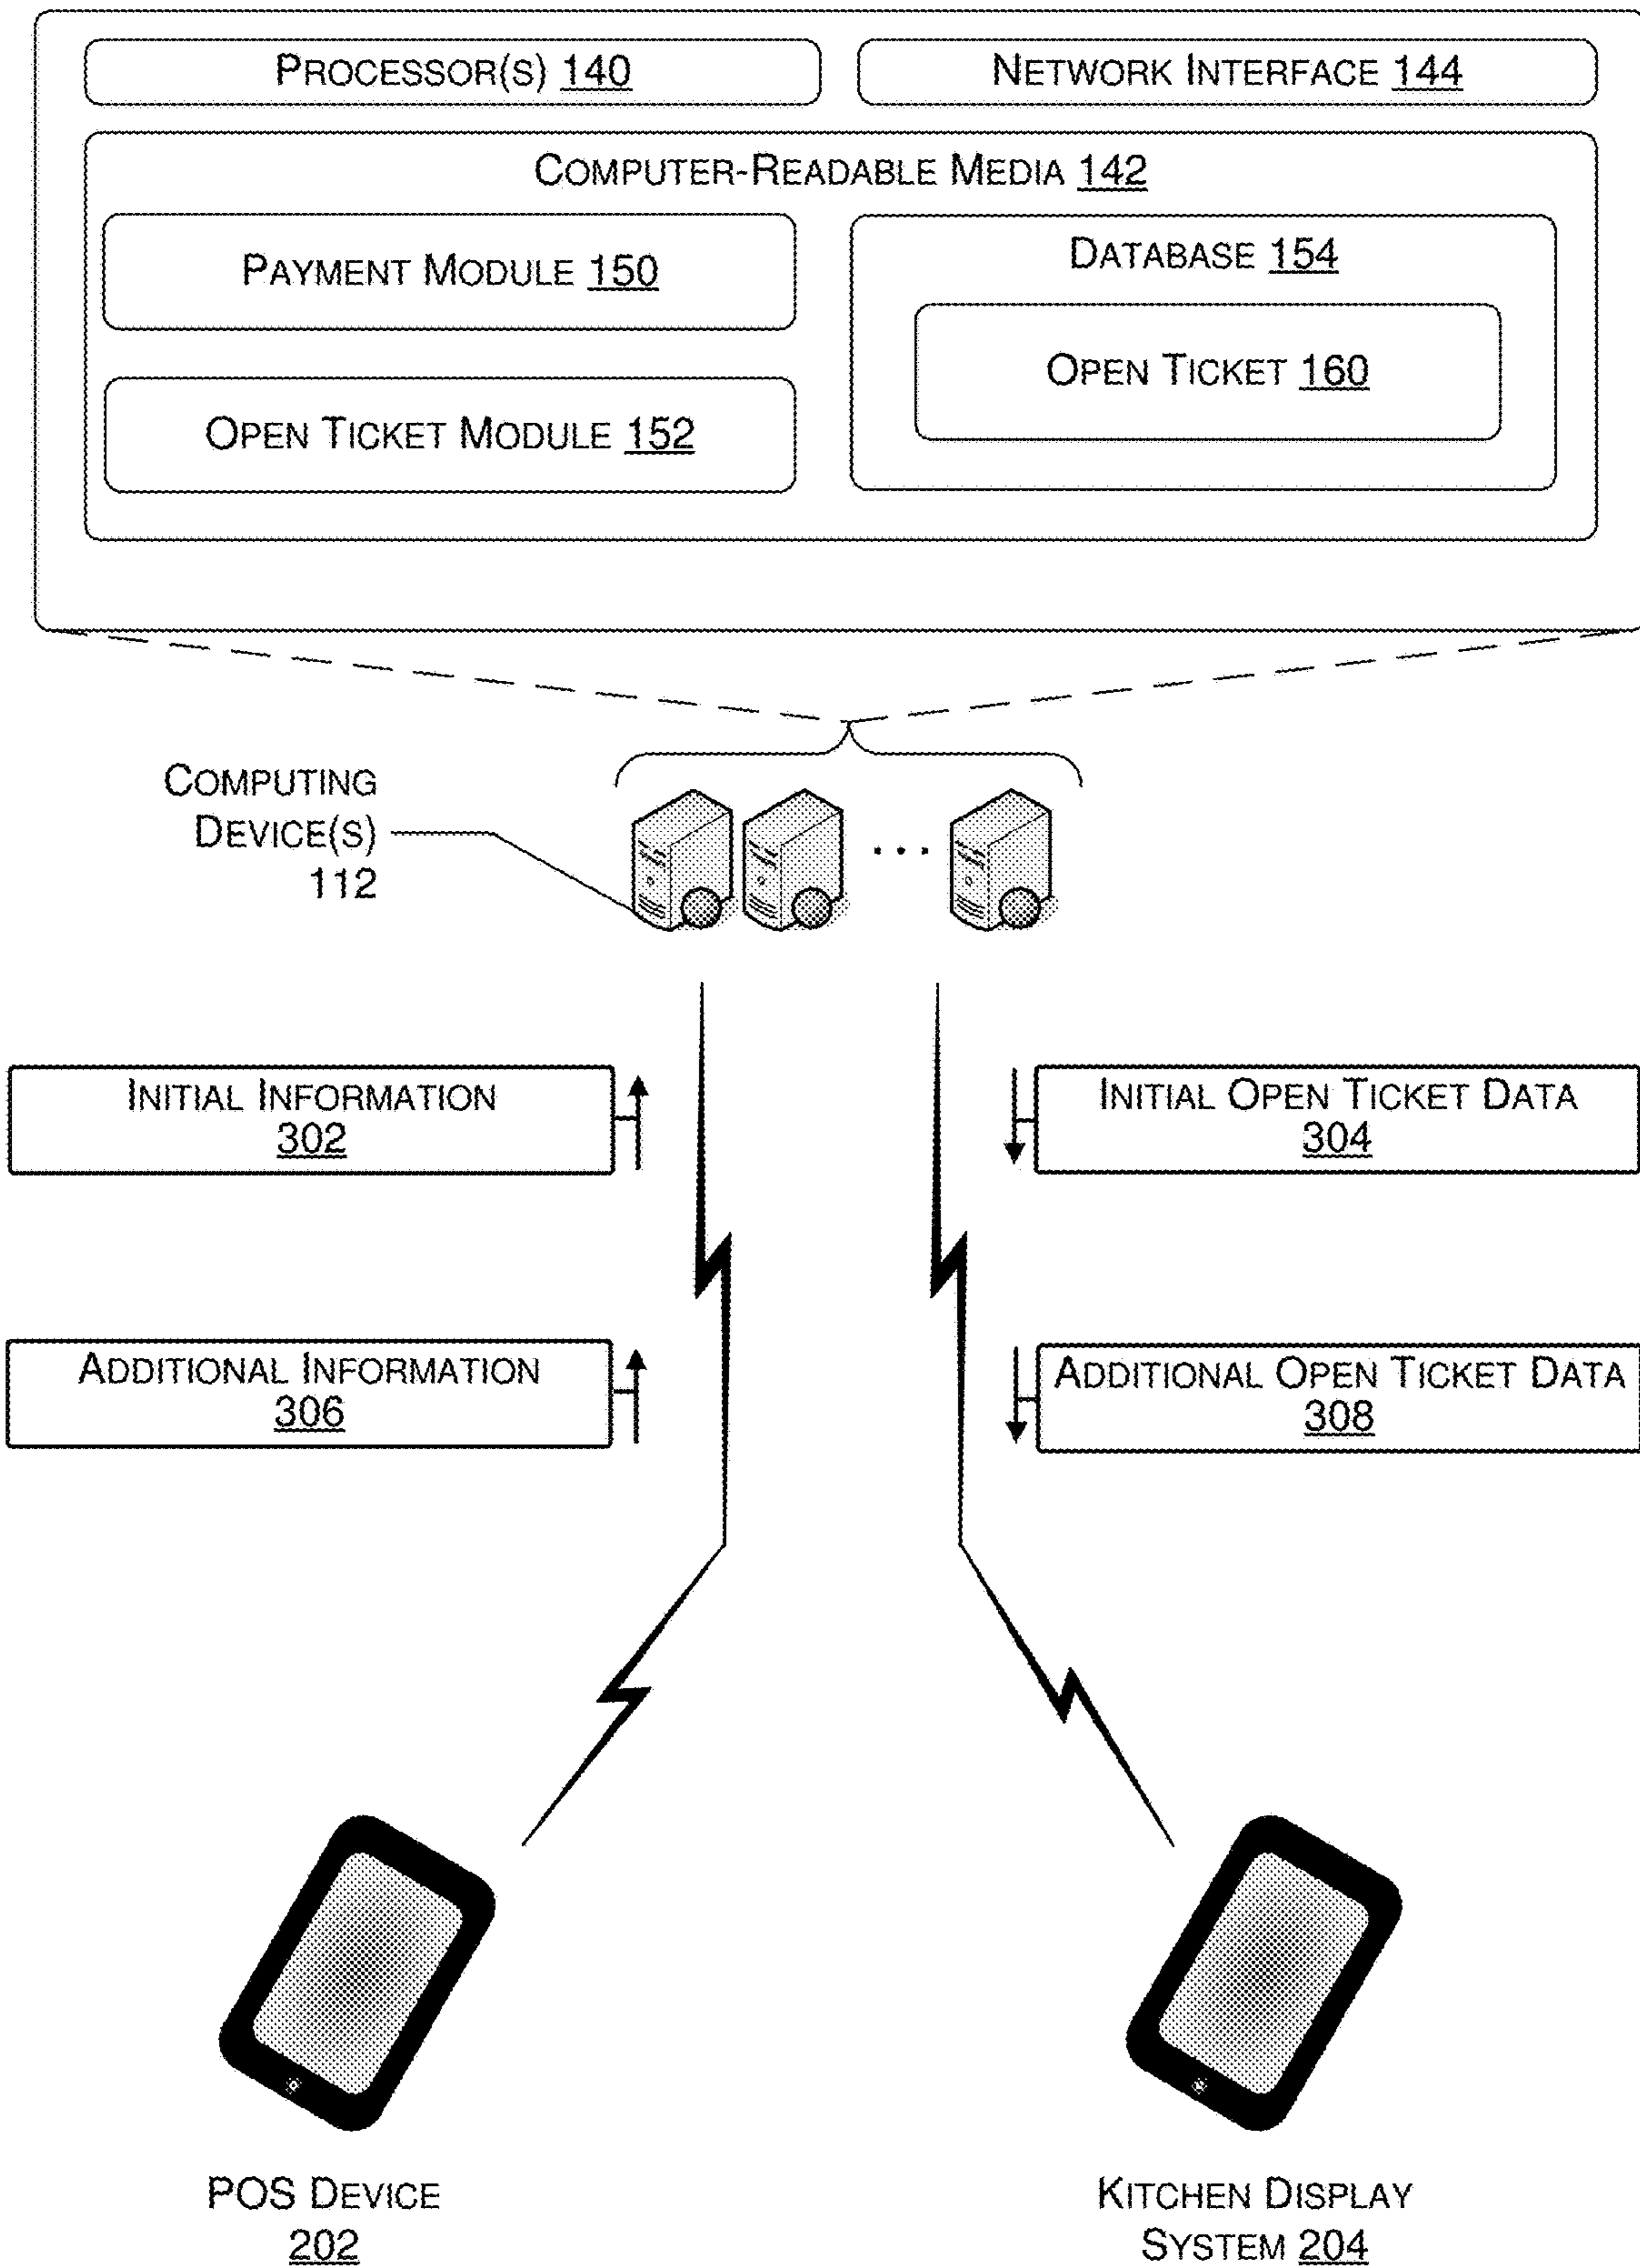 PROCESSOR(S) 140
NETWORK INTERFACE 144
COMPUTER-READABLE MEDIA 142
PAYMENT MODULE 150
DATABASE 154
OPEN TICKET 160
OPEN TICKET MODULE 152
COMPUTING
DEVICE(S)
112
...
INITIAL INFORMATION
302
INITIAL OPEN TICKET DATA
304
ADDITIONAL INFORMATION
306
ADDITIONAL OPEN TICKET DATA
308
POS DEVICE
202
KITCHEN DISPLAY
SYSTEM 204